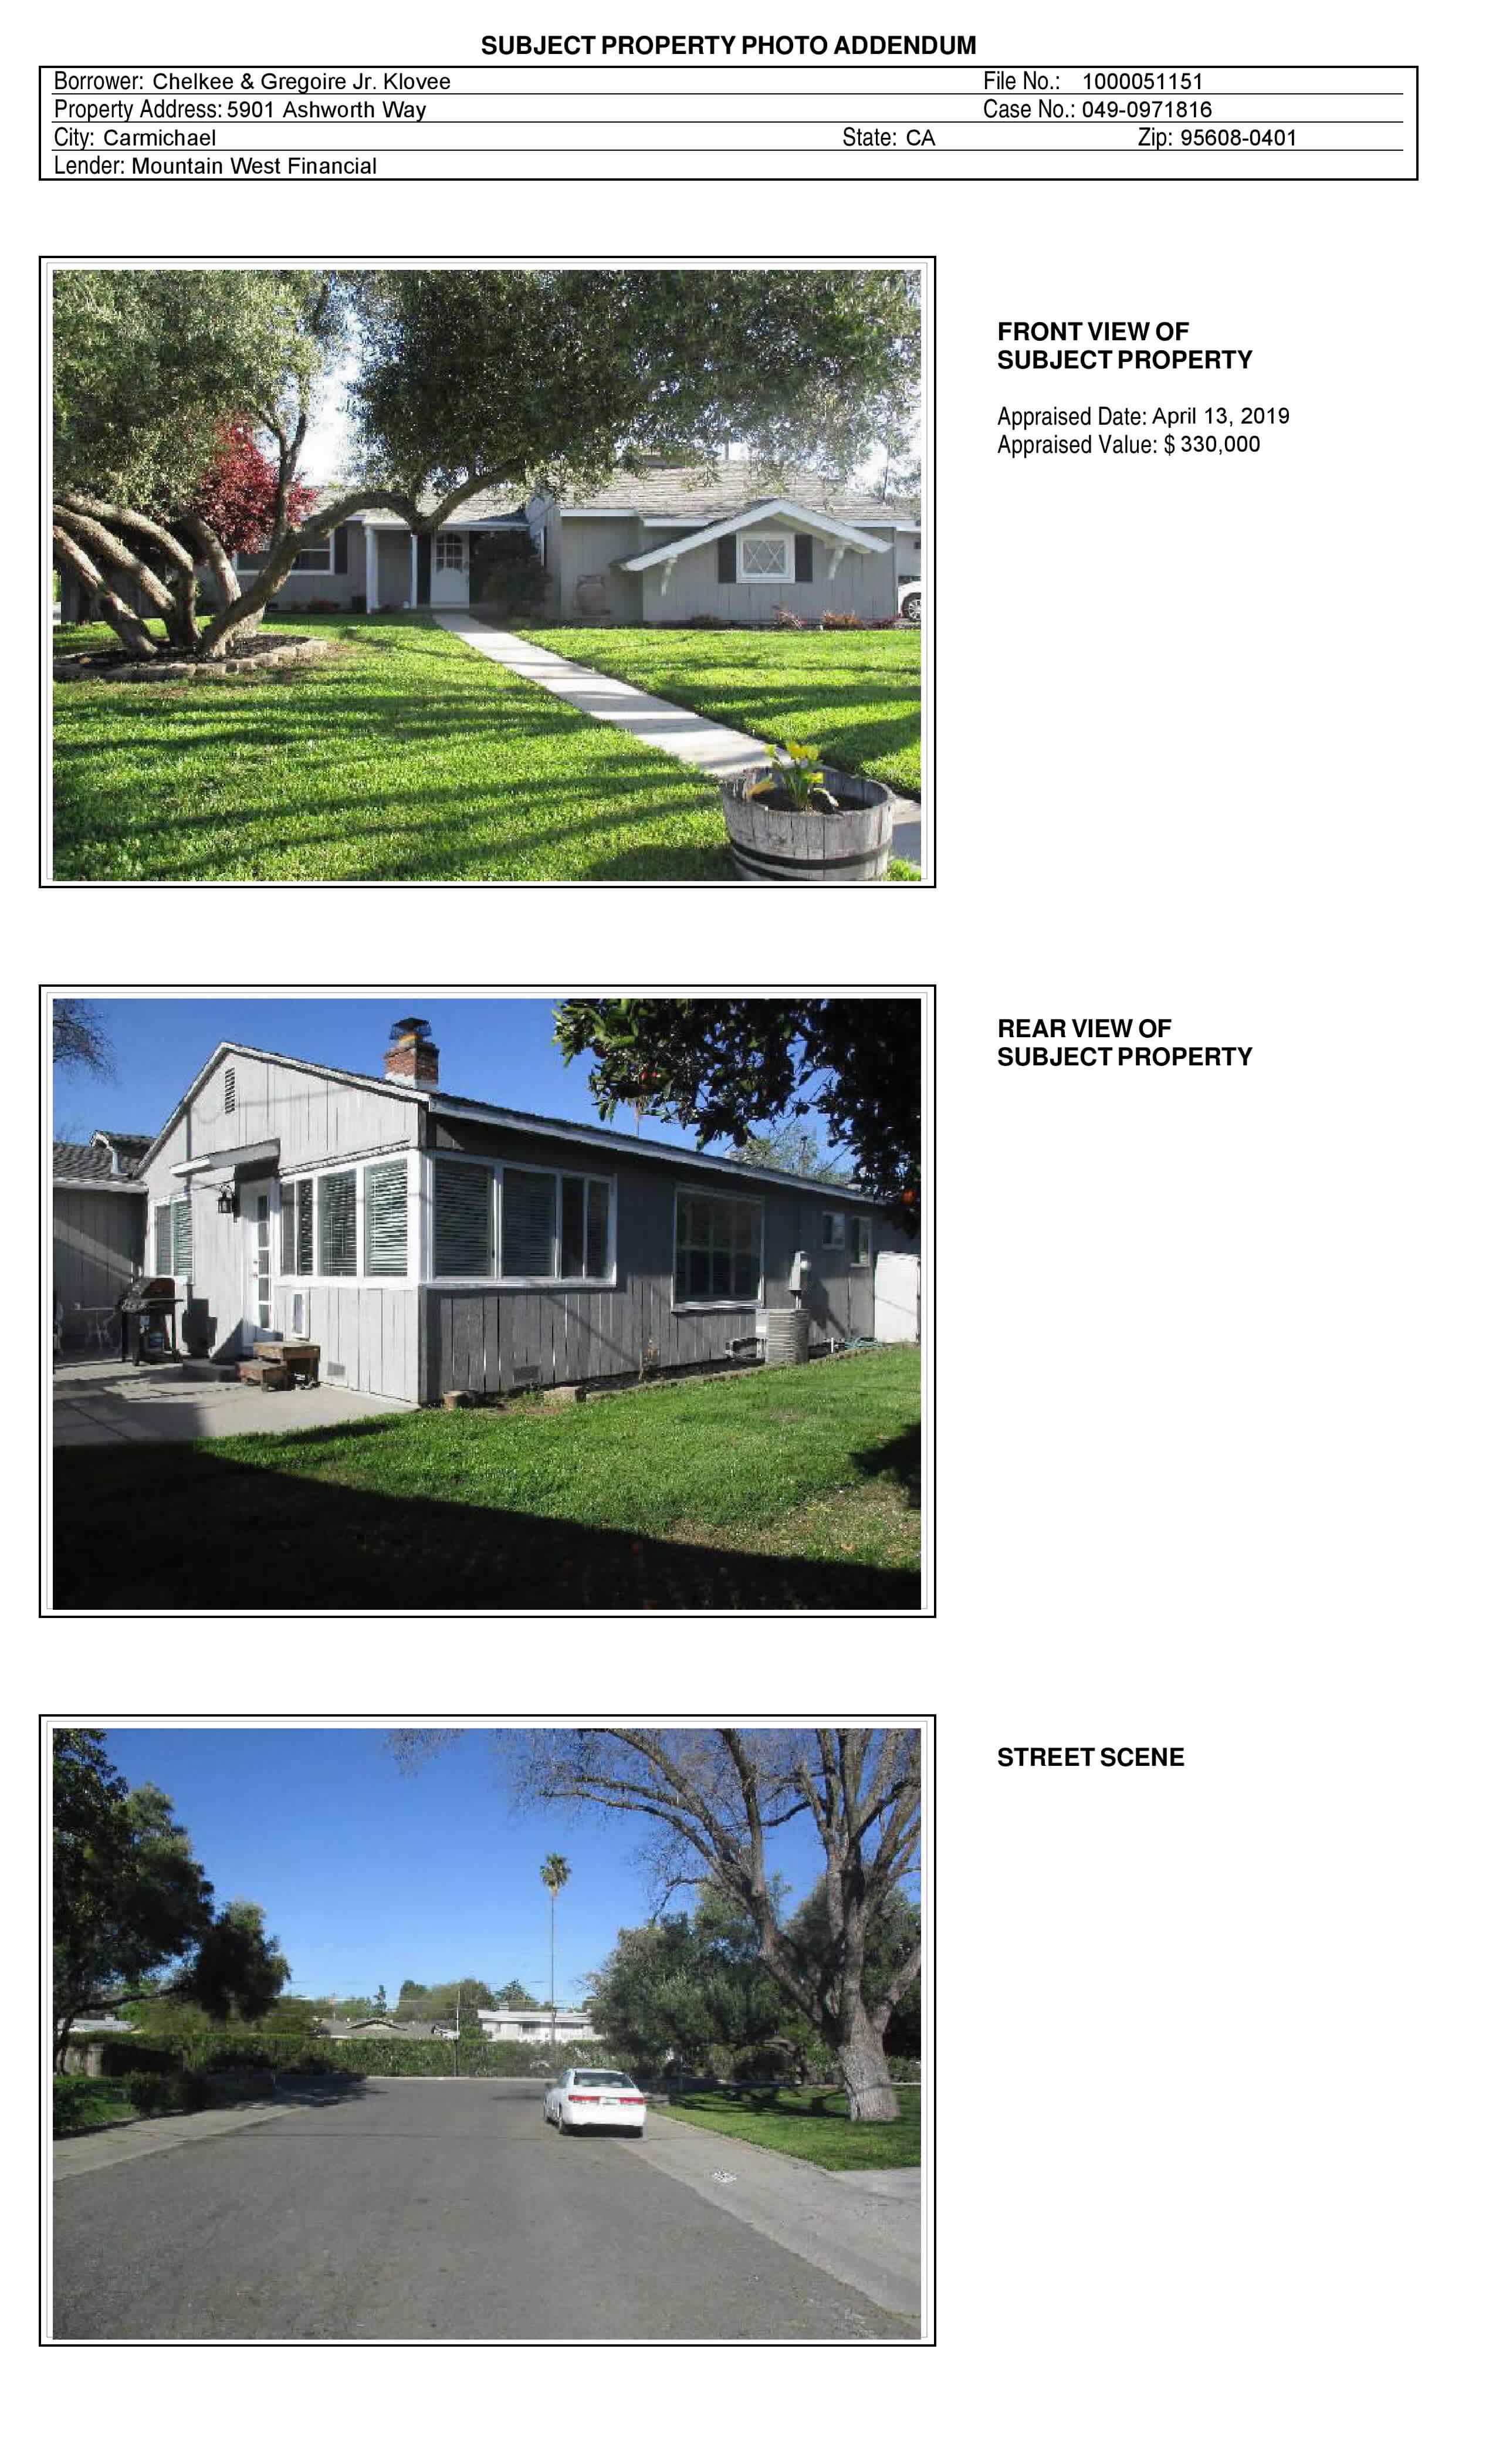 SUBJECT PROPERTY PHOTO ADDENDUM
Borrower: Chelkee & Gregoire Jr. Klovee File No.: 1000051151
Property Address: 5901 Ashworth Way Case No.: 049-0971816
City: Carmichael State: CA Zip: 95608-0401
Lender: Mountain West Financial
FRONT VIEW OF
SUBJECT PROPERTY
Appraised Date: April 13, 2019
Appraised Value: $ 330,000
REAR VIEW OF
SUBJECT PROPERTY
STREET SCENE